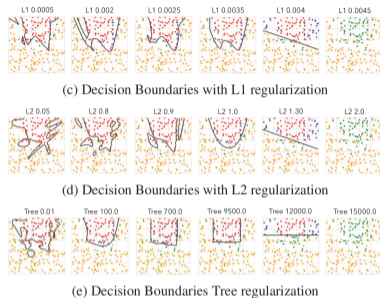 L1 0.0005 L1 0.002 L1 0.0025 L1 0.0035 L1 0.004 L1 0.0045
(c) Decision Boundaries with L1 regularization
L2 0.05 L2 0.8 L2 0.9 L2 1.0 L2 1.30 L2 2.0
(d) Decision Boundaries with L2 regularization
Tree 0.01 Tree 100.0 Tree 700.0 Tree 9500.0 Tree 12000.0 Tree 15000.0
(e) Decision Boundaries Tree regularization